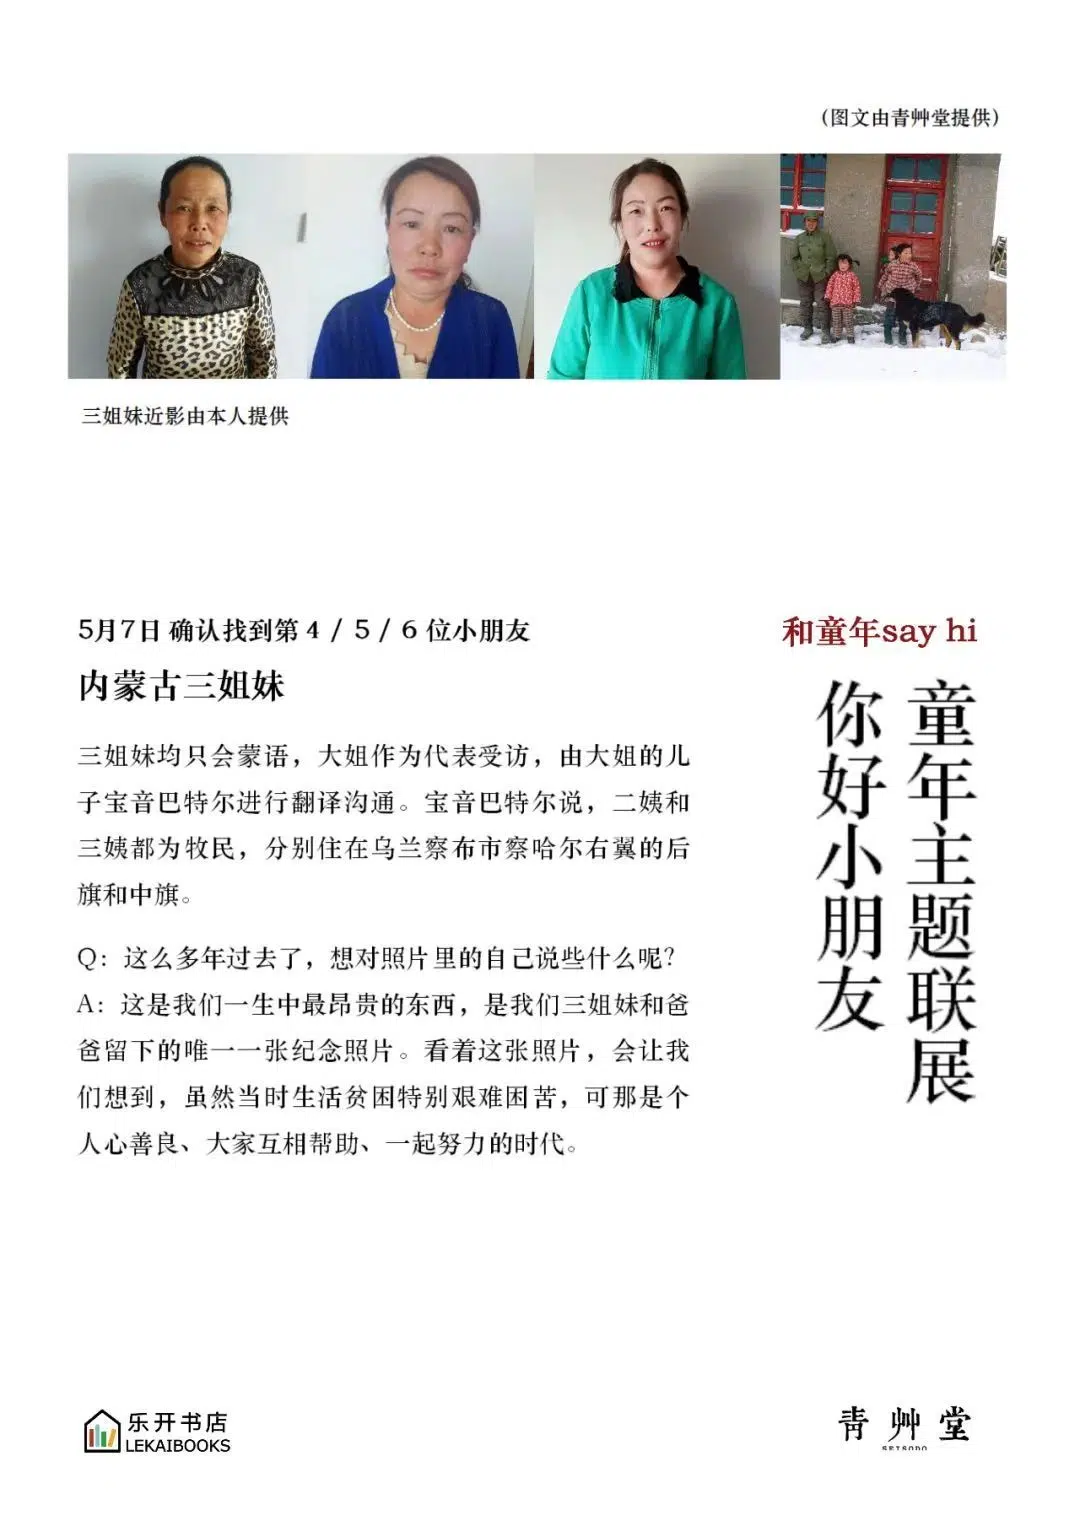 （图文由青艸堂提供）
三姐妹近影由本人提供
5月7日 确认找到第 4 / 5 / 6 位小朋友
内蒙古三姐妹
三姐妹均只会蒙语，大姐作为代表受访，由大姐的儿
子宝音巴特尔进行翻译沟通。宝音巴特尔说，二姨和
三姨都为牧民，分别住在乌兰察布市察哈尔右翼的后
旗和中旗。
Q：这么多年过去了，想对照片里的自己说些什么呢？
A：这是我们一生中最昂贵的东西，是我们三姐妹和爸
爸留下的唯一一张纪念照片。看着这张照片，会让我
们想到，虽然当时生活贫困特别艰难困苦，可那是个
人心善良、大家互相帮助、一起努力的时代。
和童年say hi
童年主题联展
你好小朋友
乐开书店
LEKAIBOOKS
青艸堂
SEISODO